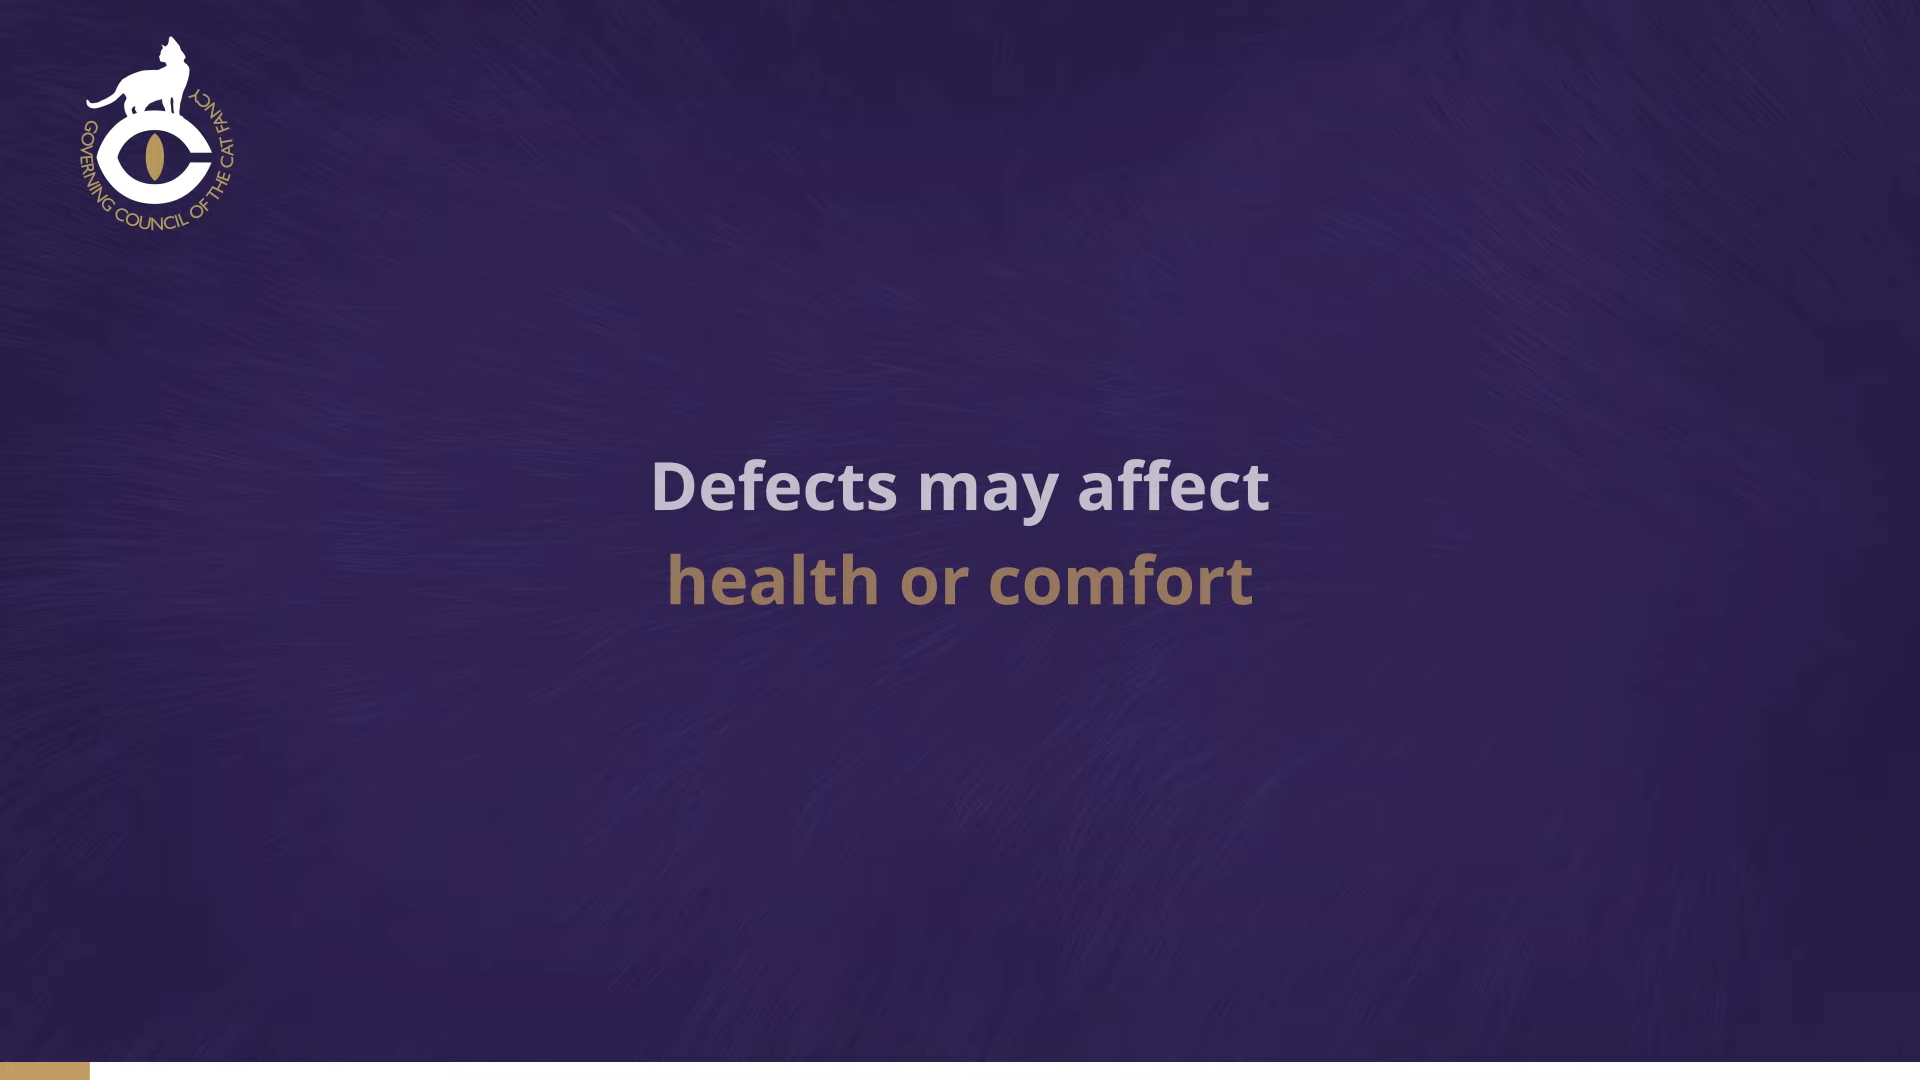 GOVERNING COUNCIL OF THE CAT FANCY
Defects may affect
health or comfort